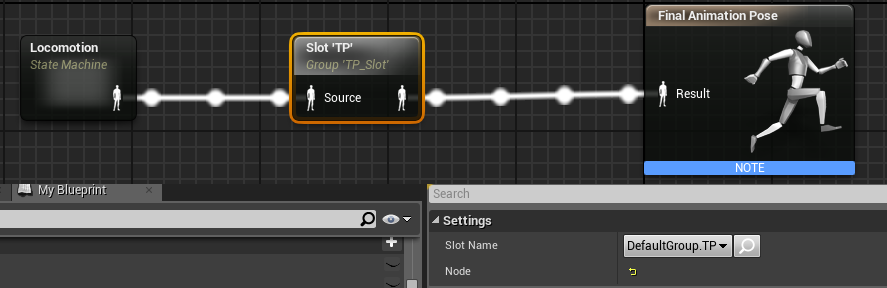 Locomotion
State Machine
Slot 'TP'
Group 'TP_Slot'
Source
Final Animation Pose
Result
NOTE
My Blueprint
Search
Settings
Slot Name
DefaultGroup.TP
Node